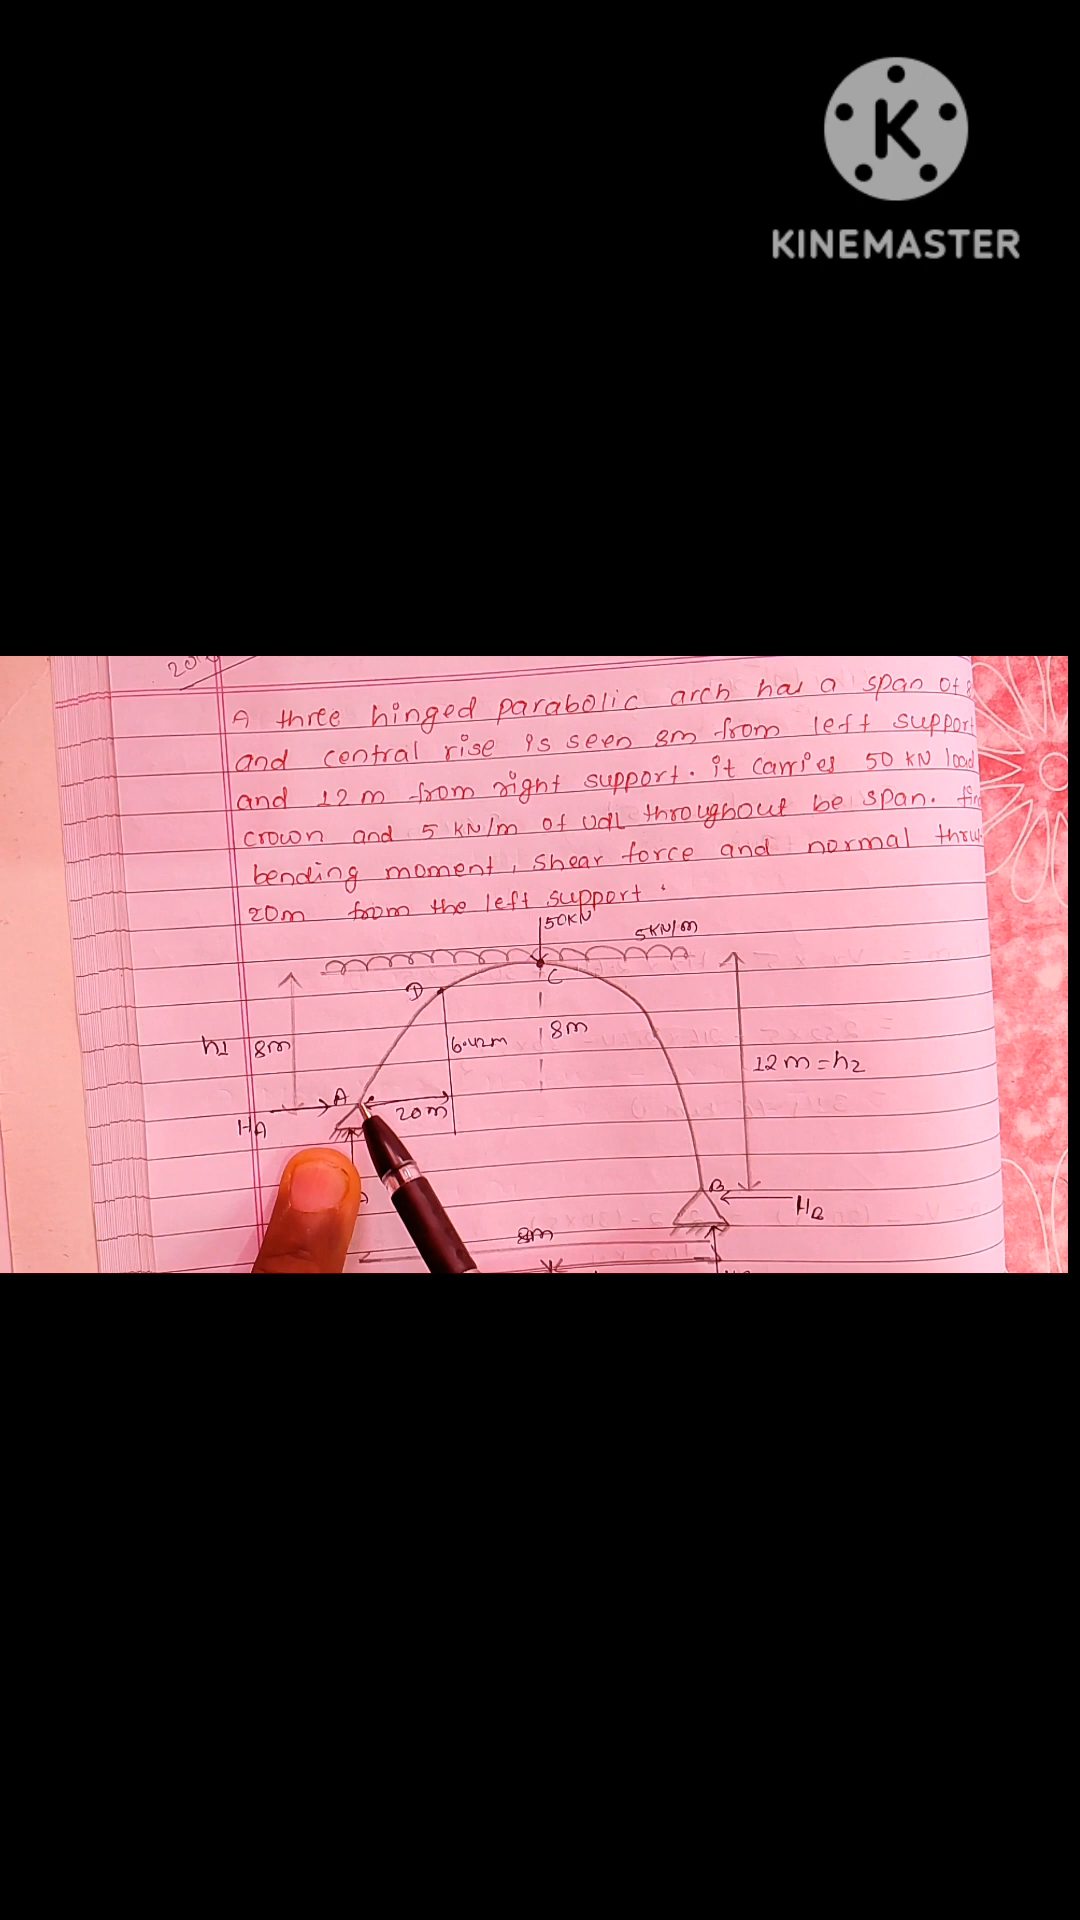 KINEMASTER
A three hinged parabolic arch has a span of
and central rise is seen 8m from left support
and 12 m from right support. it carries 50 KN load
crown and 5 KN/m of udl throughout be span.
bending moment, shear force and normal
20m from the left support.
50KN
5KN/m
D
C
h1 8m
6.42m
8m
12 m = h2
A
20m
HA
B
HB
8m